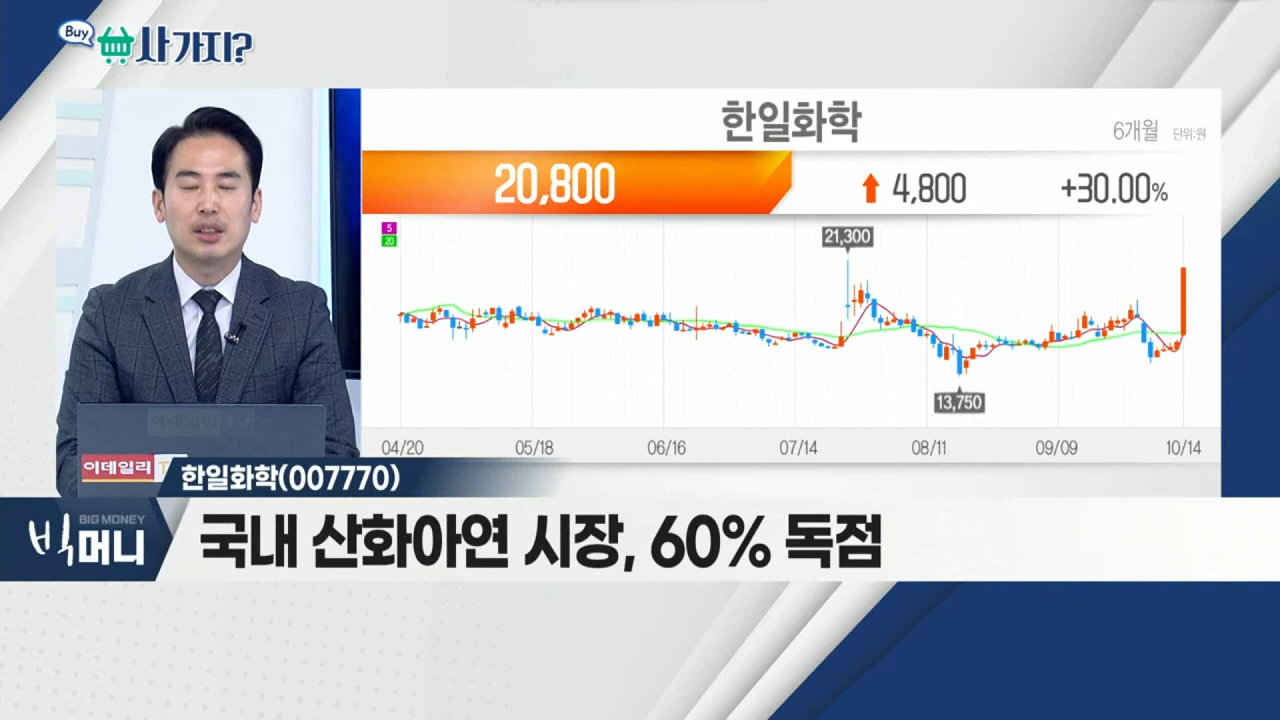 Buy
사가지?
한일화학
6개월 단위:원
20,800
4,800
+30.00%
5
20
21,300
13,750
04/20 05/18 06/16 07/14 08/11 09/09 10/14
이데일리 T
한일화학(007770)
BIG MONEY
빅머니
국내 산화아연 시장, 60% 독점